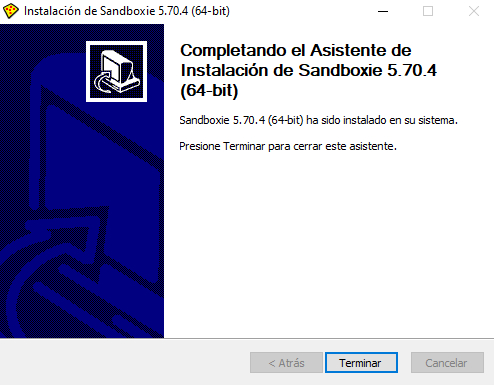 Instalación de Sandboxie 5.70.4 (64-bit)
Completando el Asistente de
Instalación de Sandboxie 5.70.4
(64-bit)
Sandboxie 5.70.4 (64-bit) ha sido instalado en su sistema.
Presione Terminar para cerrar este asistente.
< Atrás
Terminar
Cancelar